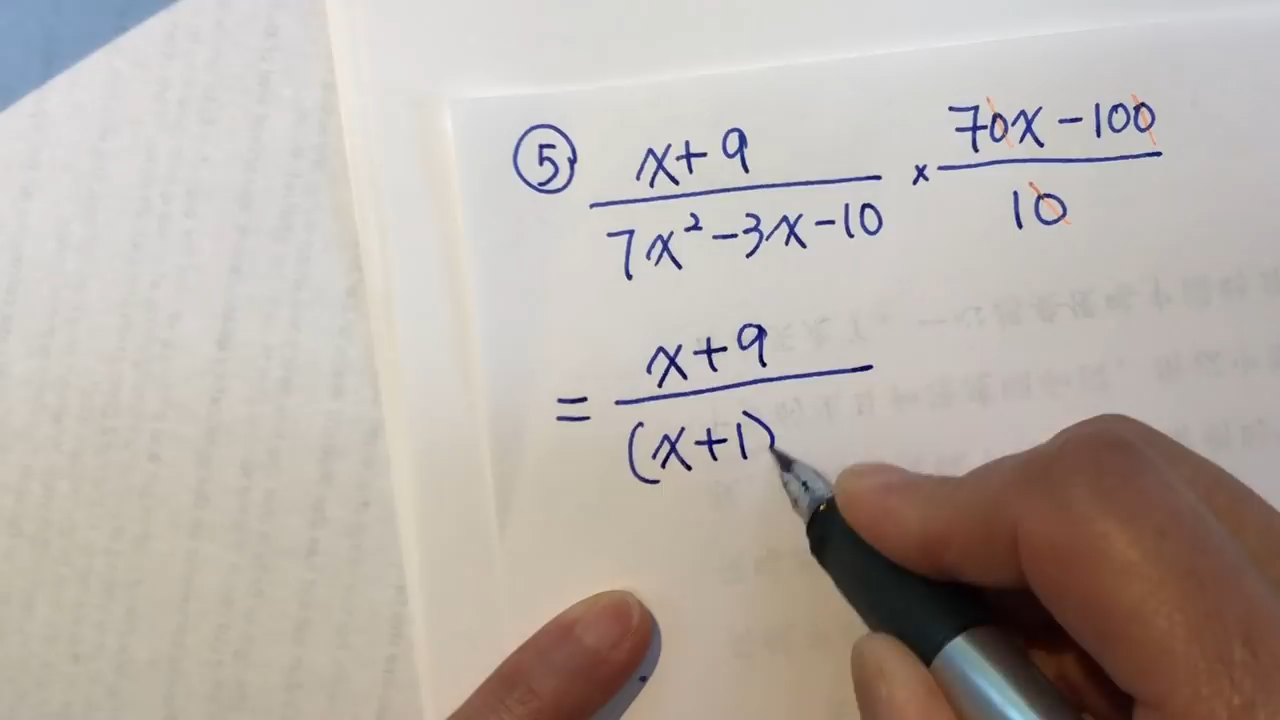 ⑤ x+9 / 7x²-3x-10 × 70x-100 / 10
= x+9 / (x+1)